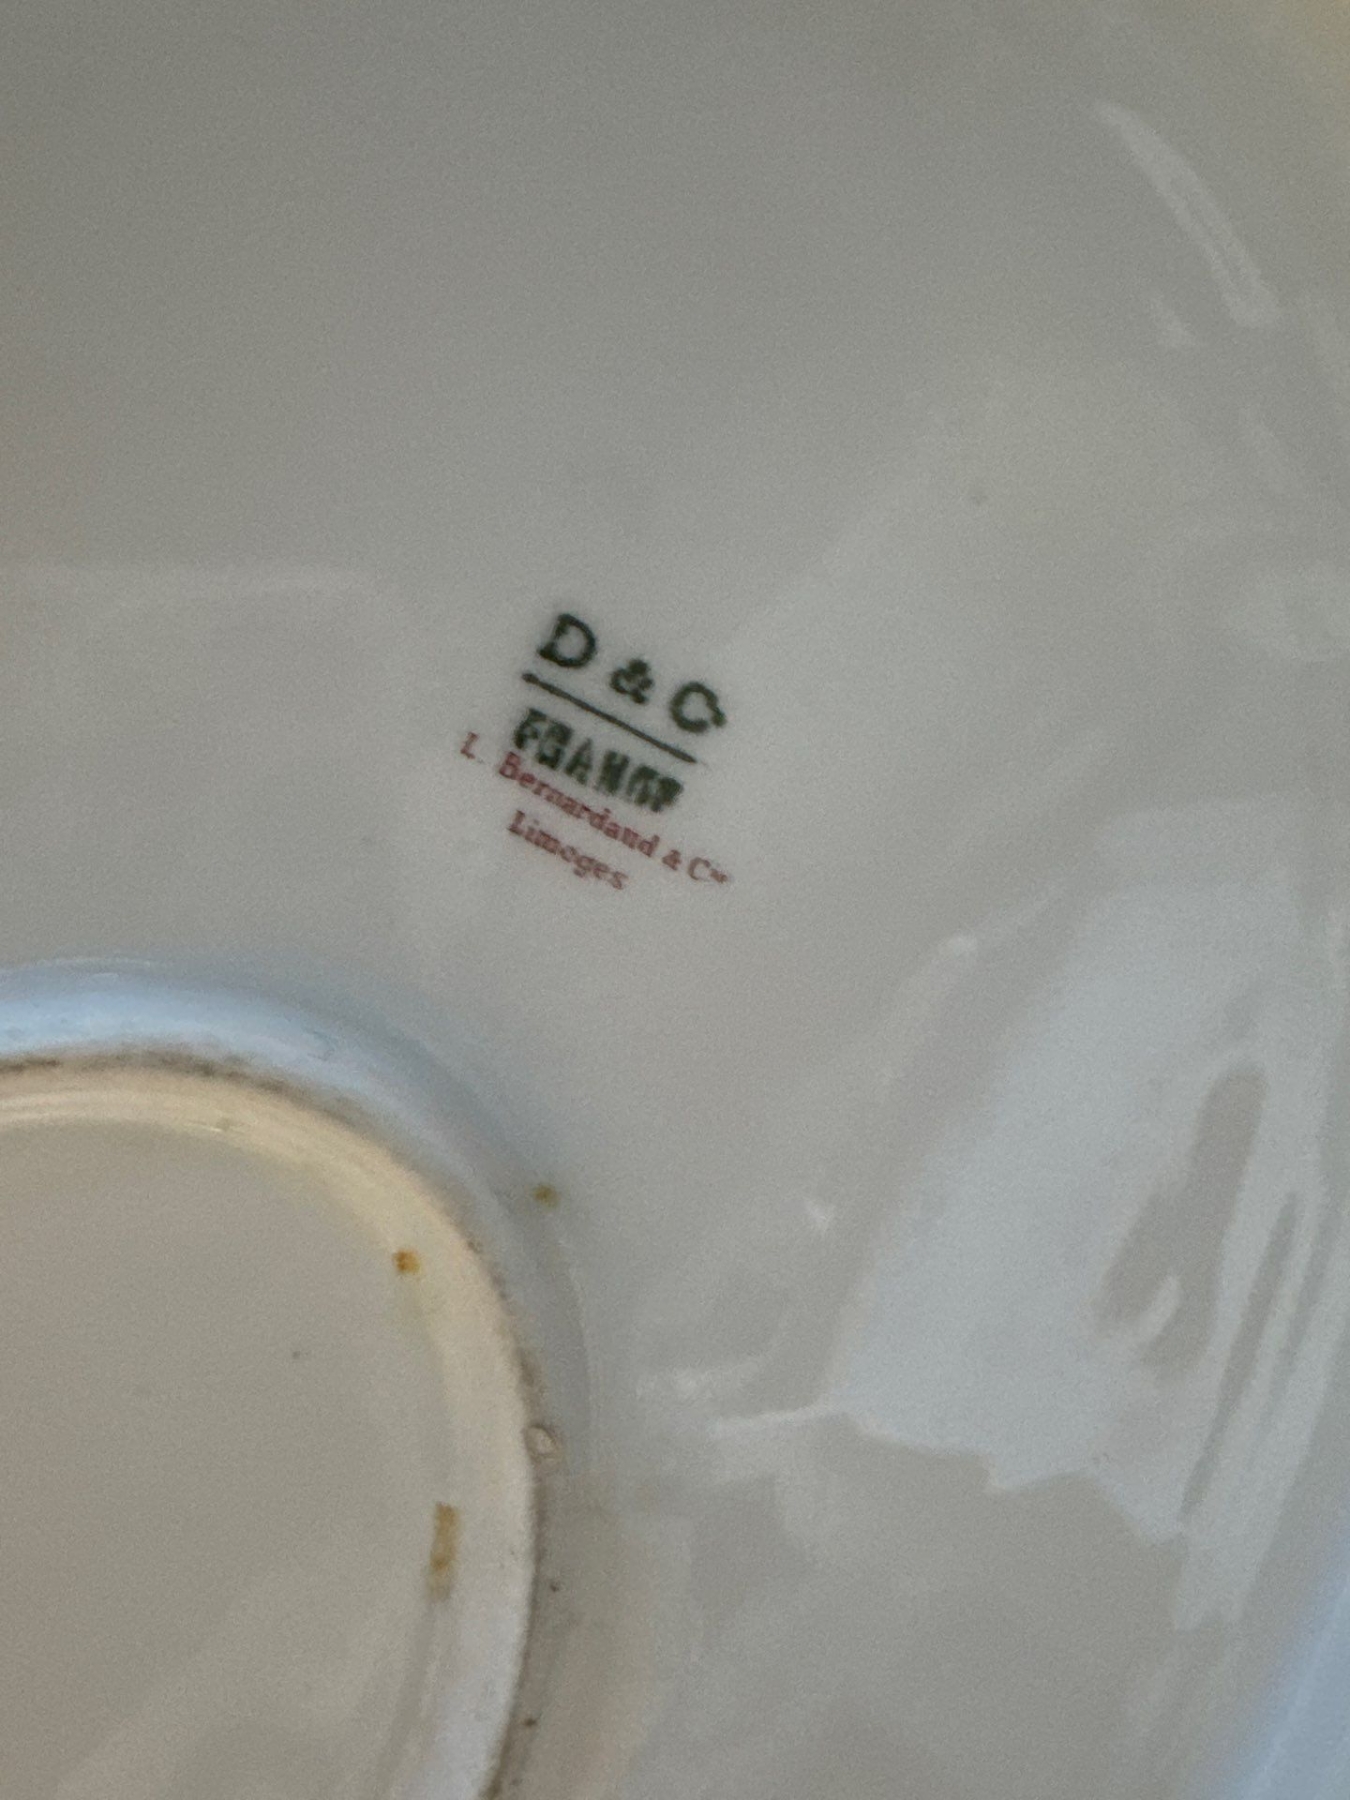 D & C
FRANCE
L. Bernardaud & Cie
Limoges